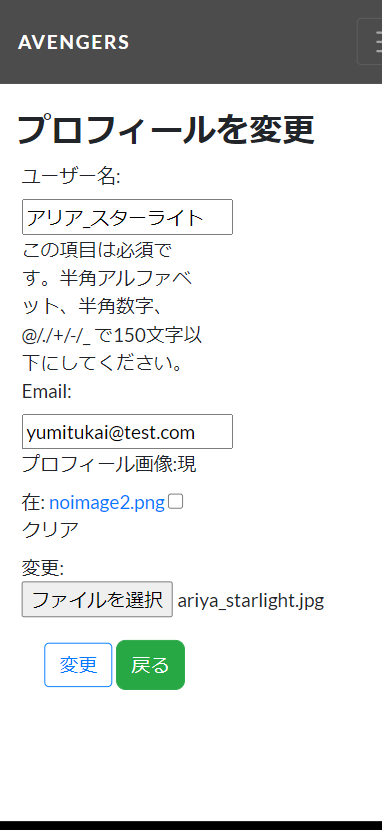 AVENGERS
プロフィールを変更
ユーザー名:
アリア_スターライト
この項目は必須で
す。半角アルファベ
ット、半角数字、
@/./+/-/_ で150文字以
下にしてください。
Email:
yumitukai@test.com
プロフィール画像:現
在: noimage2.png
クリア
変更:
ファイルを選択 ariya_starlight.jpg
変更 戻る